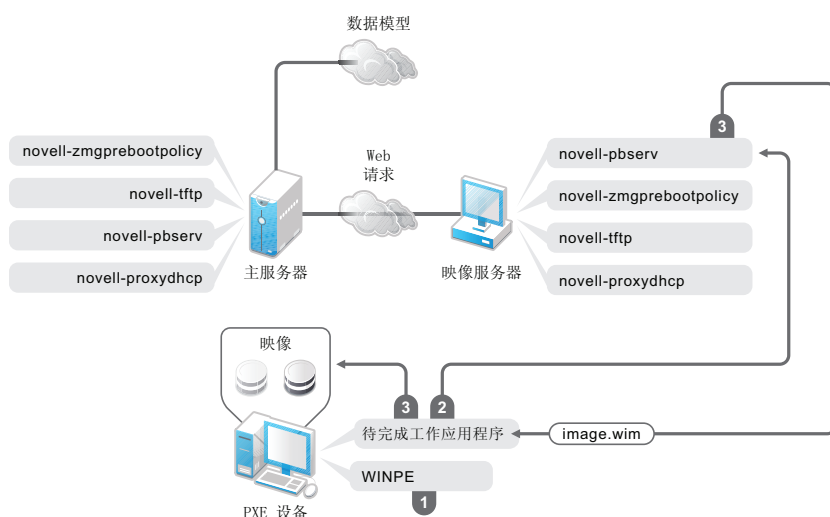 数据模型
3
novell-zmgprebootpolicy
novell-tftp
novell-pbserv
novell-proxydhcp
Web
请求
novell-pbserv
novell-zmgprebootpolicy
novell-tftp
novell-proxydhcp
主服务器
映像服务器
映像
3
2
待完成工作应用程序
image.wim
WINPE
1
PXE 设备